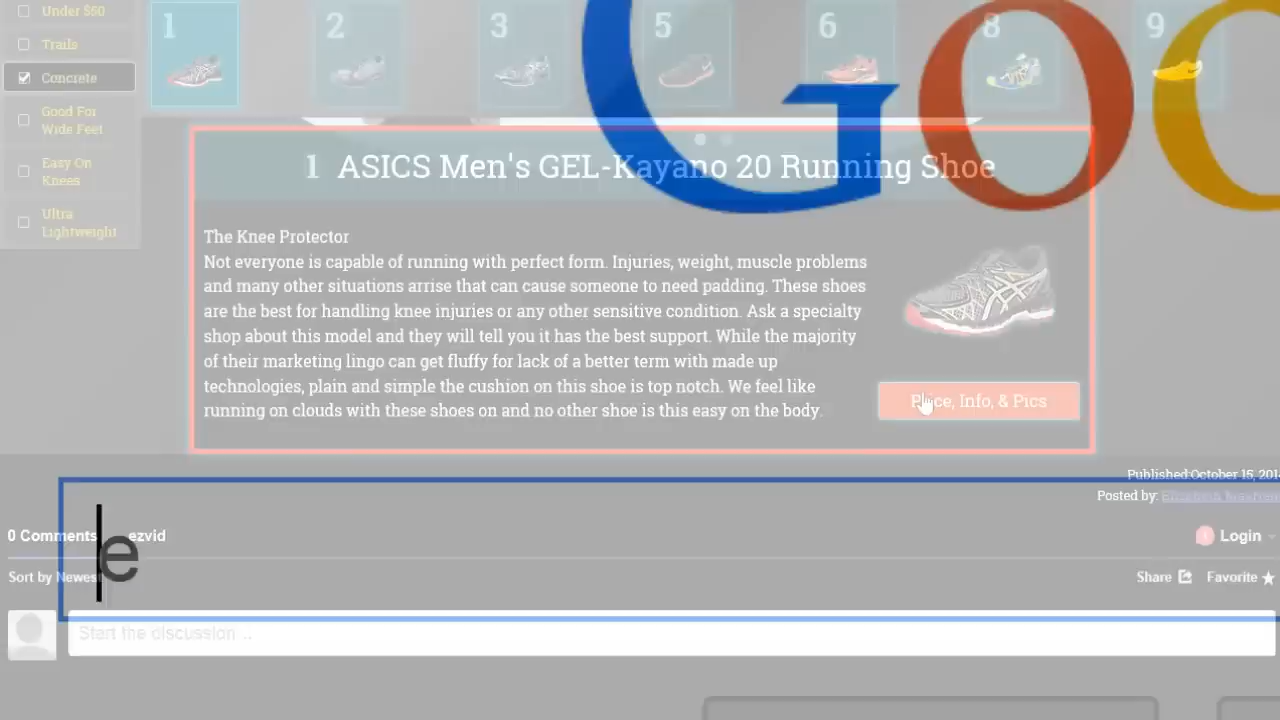 Under $50
Trails
Concrete
Good For
Wide Feet
Easy On
Knees
Ultra
Lightweight
1 2 3 5 6 8 9
Goo
1 ASICS Men's GEL-Kayano 20 Running Shoe
The Knee Protector
Not everyone is capable of running with perfect form. Injuries, weight, muscle problems
and many other situations arise that can cause someone to need padding. These shoes
are the best for handling knee injuries or any other sensitive condition. Ask a specialty
shop about this model and they will tell you it has the best support. While the majority
of their marketing lingo can get fluffy for lack of a better term with made up
technologies, plain and simple the cushion on this shoe is top notch. We feel like
running on clouds with these shoes on and no other shoe is this easy on the body.
Price, Info, & Pics
Published:October 15, 201
Posted by:
0 Comments ezvid
Login
e
Sort by Newest
Share Favorite
Start the discussion ...